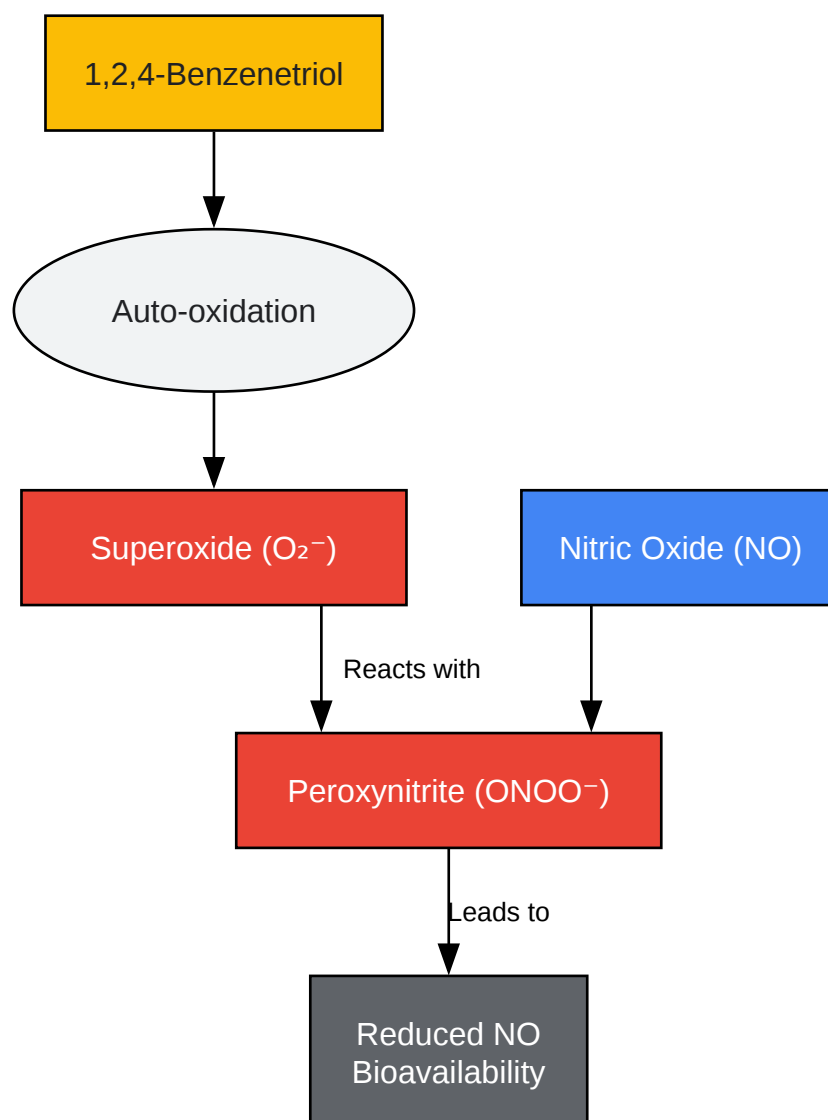 1,2,4-Benzenetriol
Auto-oxidation
Superoxide (O₂⁻)
Nitric Oxide (NO)
Reacts with
Peroxynitrite (ONOO⁻)
Leads to
Reduced NO
Bioavailability